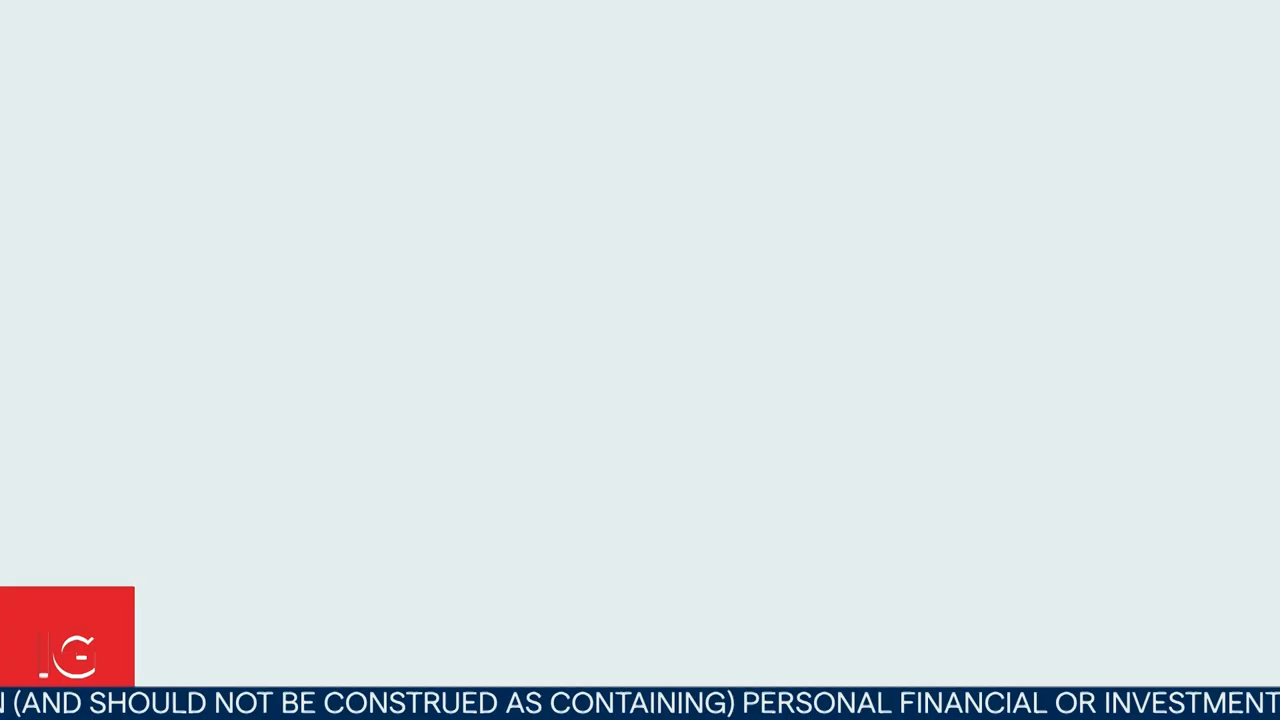 IG
N (AND SHOULD NOT BE CONSTRUED AS CONTAINING) PERSONAL FINANCIAL OR INVESTMENT